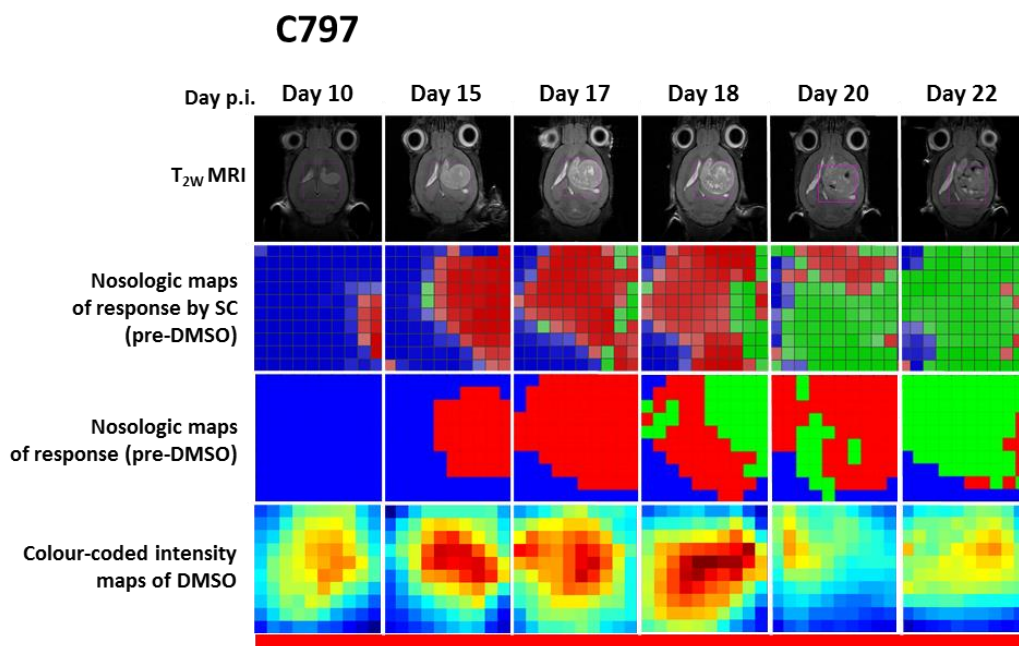 C797
Day p.i. Day 10 Day 15 Day 17 Day 18 Day 20 Day 22
T2W MRI
Nosologic maps
of response by SC
(pre-DMSO)
Nosologic maps
of response (pre-DMSO)
Colour-coded intensity
maps of DMSO